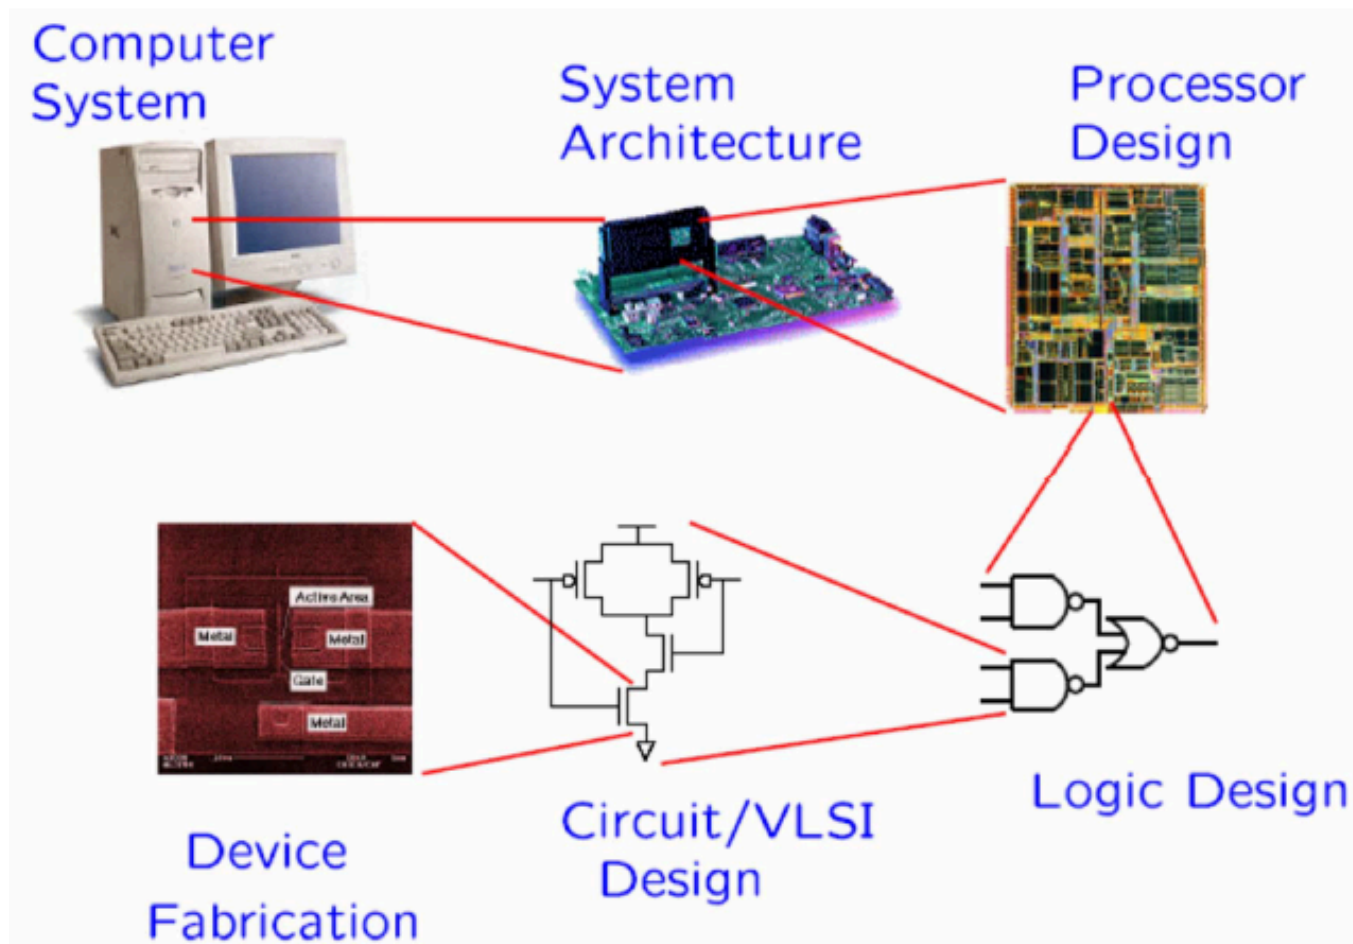 Computer
System
System
Architecture
Processor
Design
Active Area
Metal
Metal
Gate
Metal
Logic Design
Circuit/VLSI
Design
Device
Fabrication